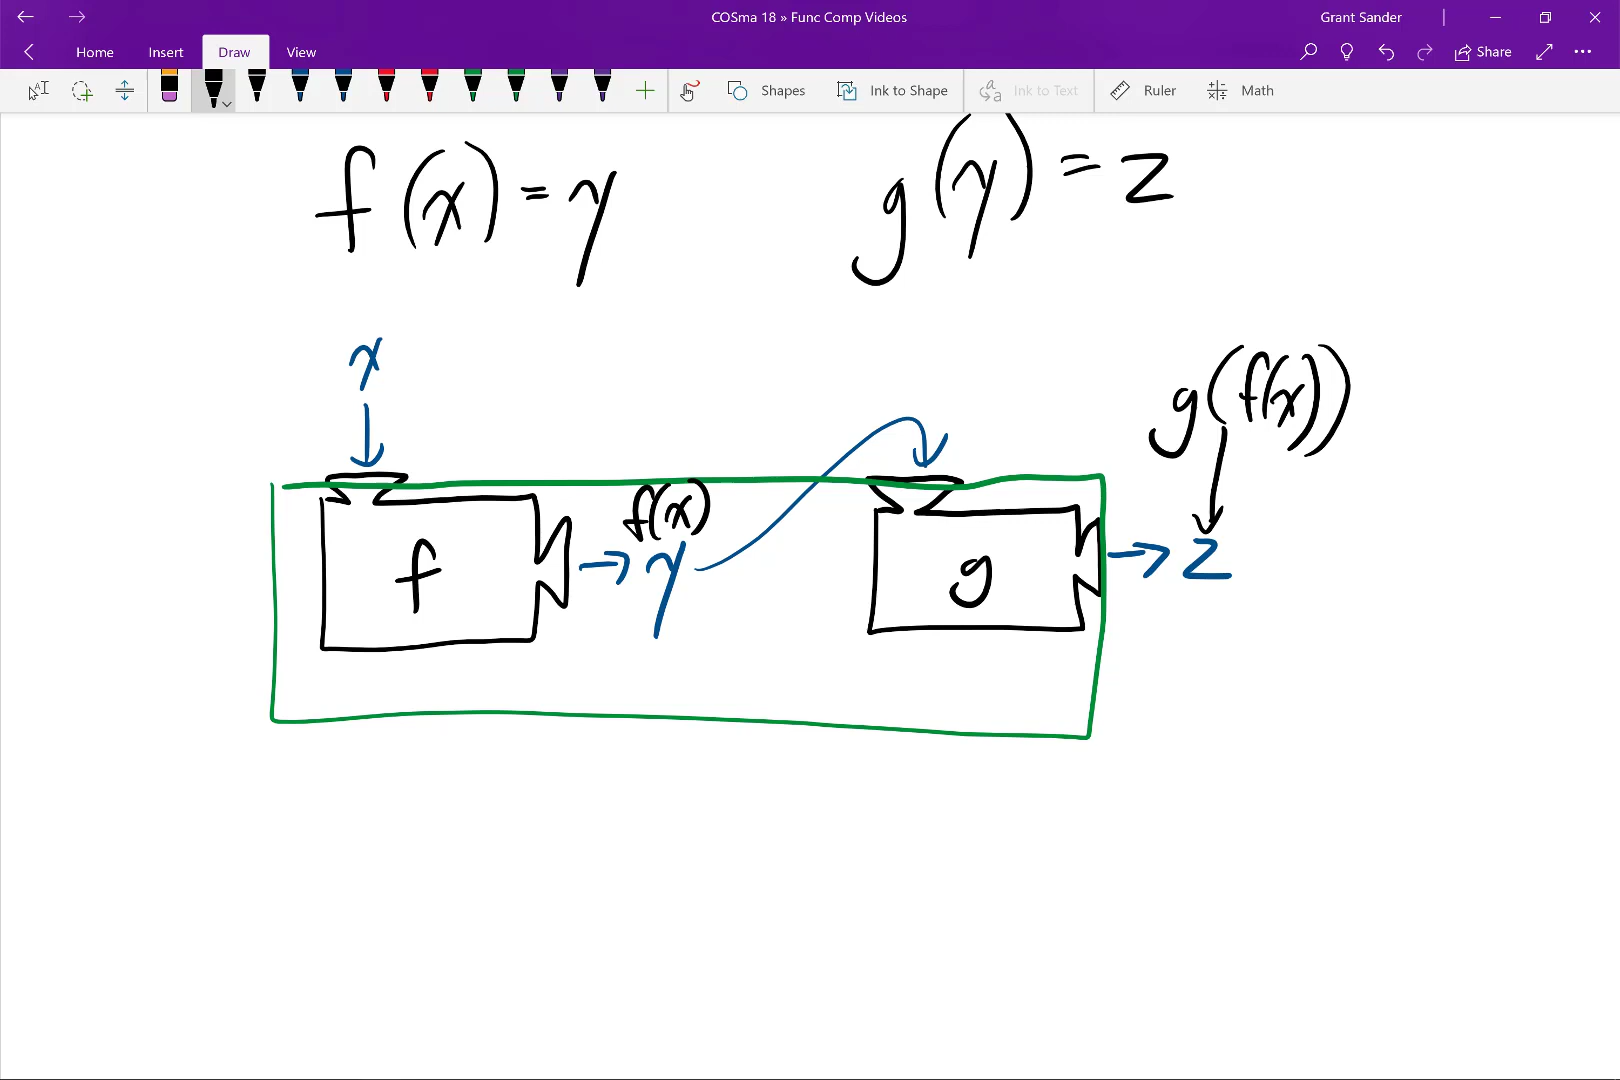 COSma 18 » Func Comp Videos
Grant Sander
Home Insert Draw View
Share
Shapes
Ink to Shape
Ink to Text
Ruler
Math
f(x) = y
g(y) = z
x
g(f(x))
f(x)
f → y
g → z